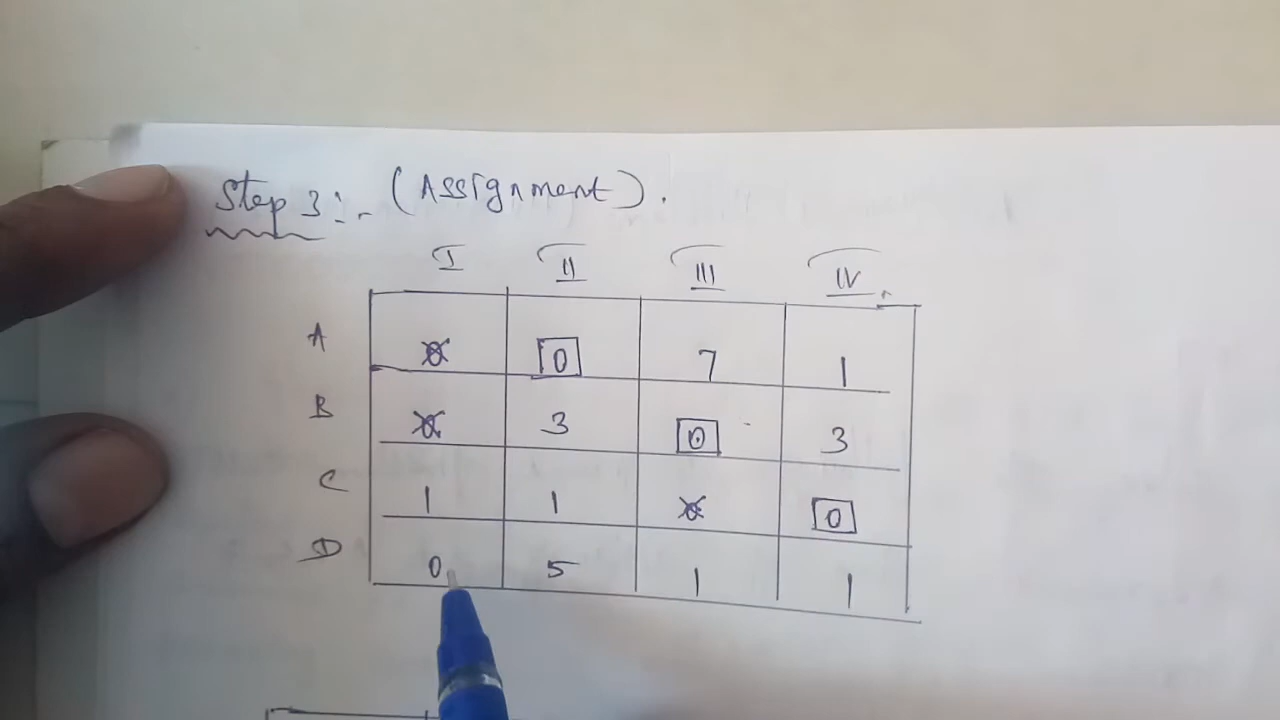 Step 3:- (Assignment).
I II III IV.
A 0 0 7 1
B 0 3 0 3
C 1 1 0 0
D 0 5 1 1